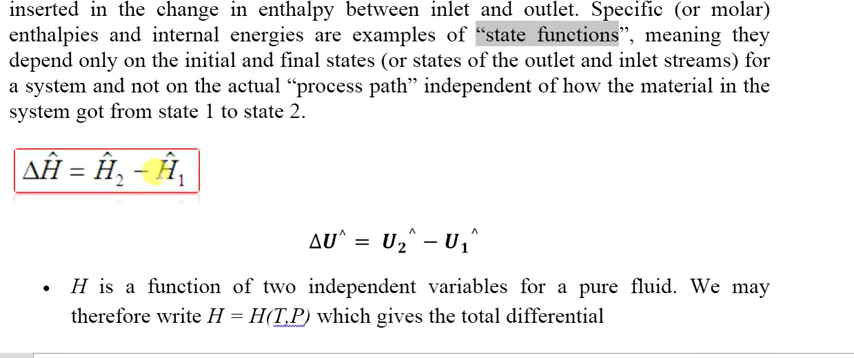 inserted in the change in enthalpy between inlet and outlet. Specific (or molar)
enthalpies and internal energies are examples of “state functions”, meaning they
depend only on the initial and final states (or states of the outlet and inlet streams) for
a system and not on the actual “process path” independent of how the material in the
system got from state 1 to state 2.
ΔĤ = Ĥ₂ – Ĥ₁
ΔU^ = U₂^ − U₁^
• H is a function of two independent variables for a pure fluid. We may
therefore write H = H(T,P) which gives the total differential